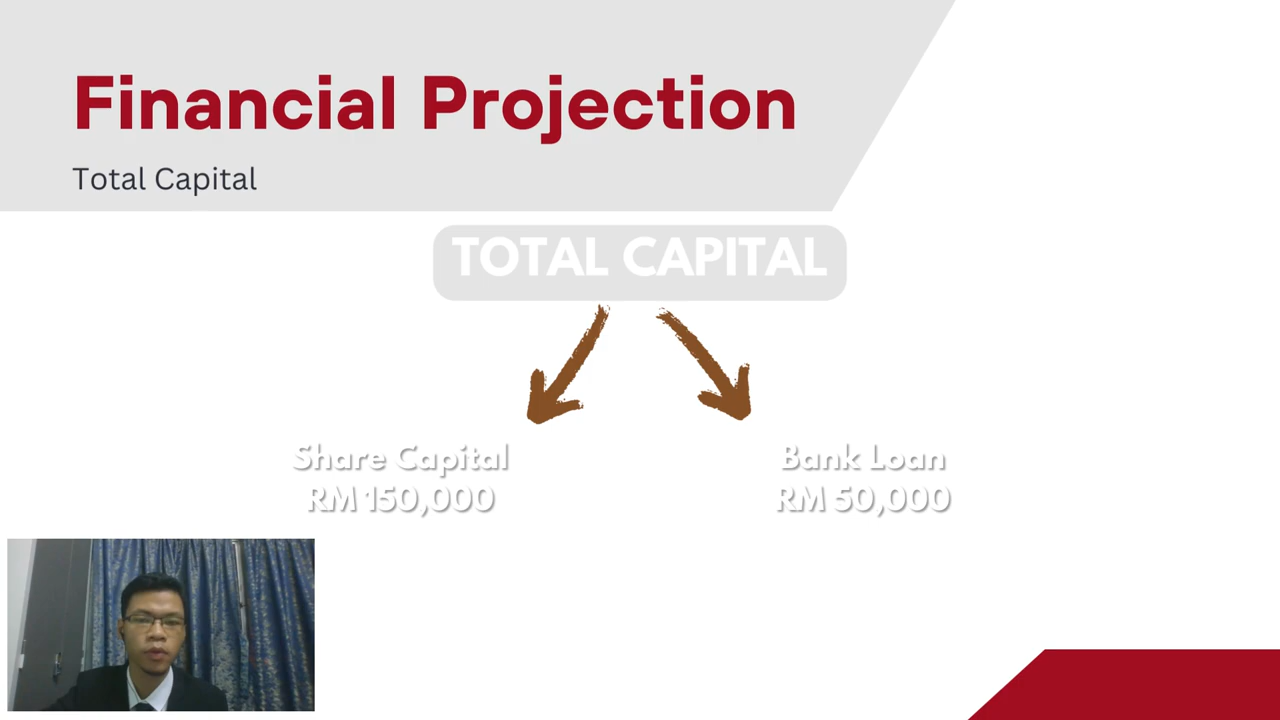 Financial Projection
Total Capital
TOTAL CAPITAL
Share Capital
RM 150,000
Bank Loan
RM 50,000